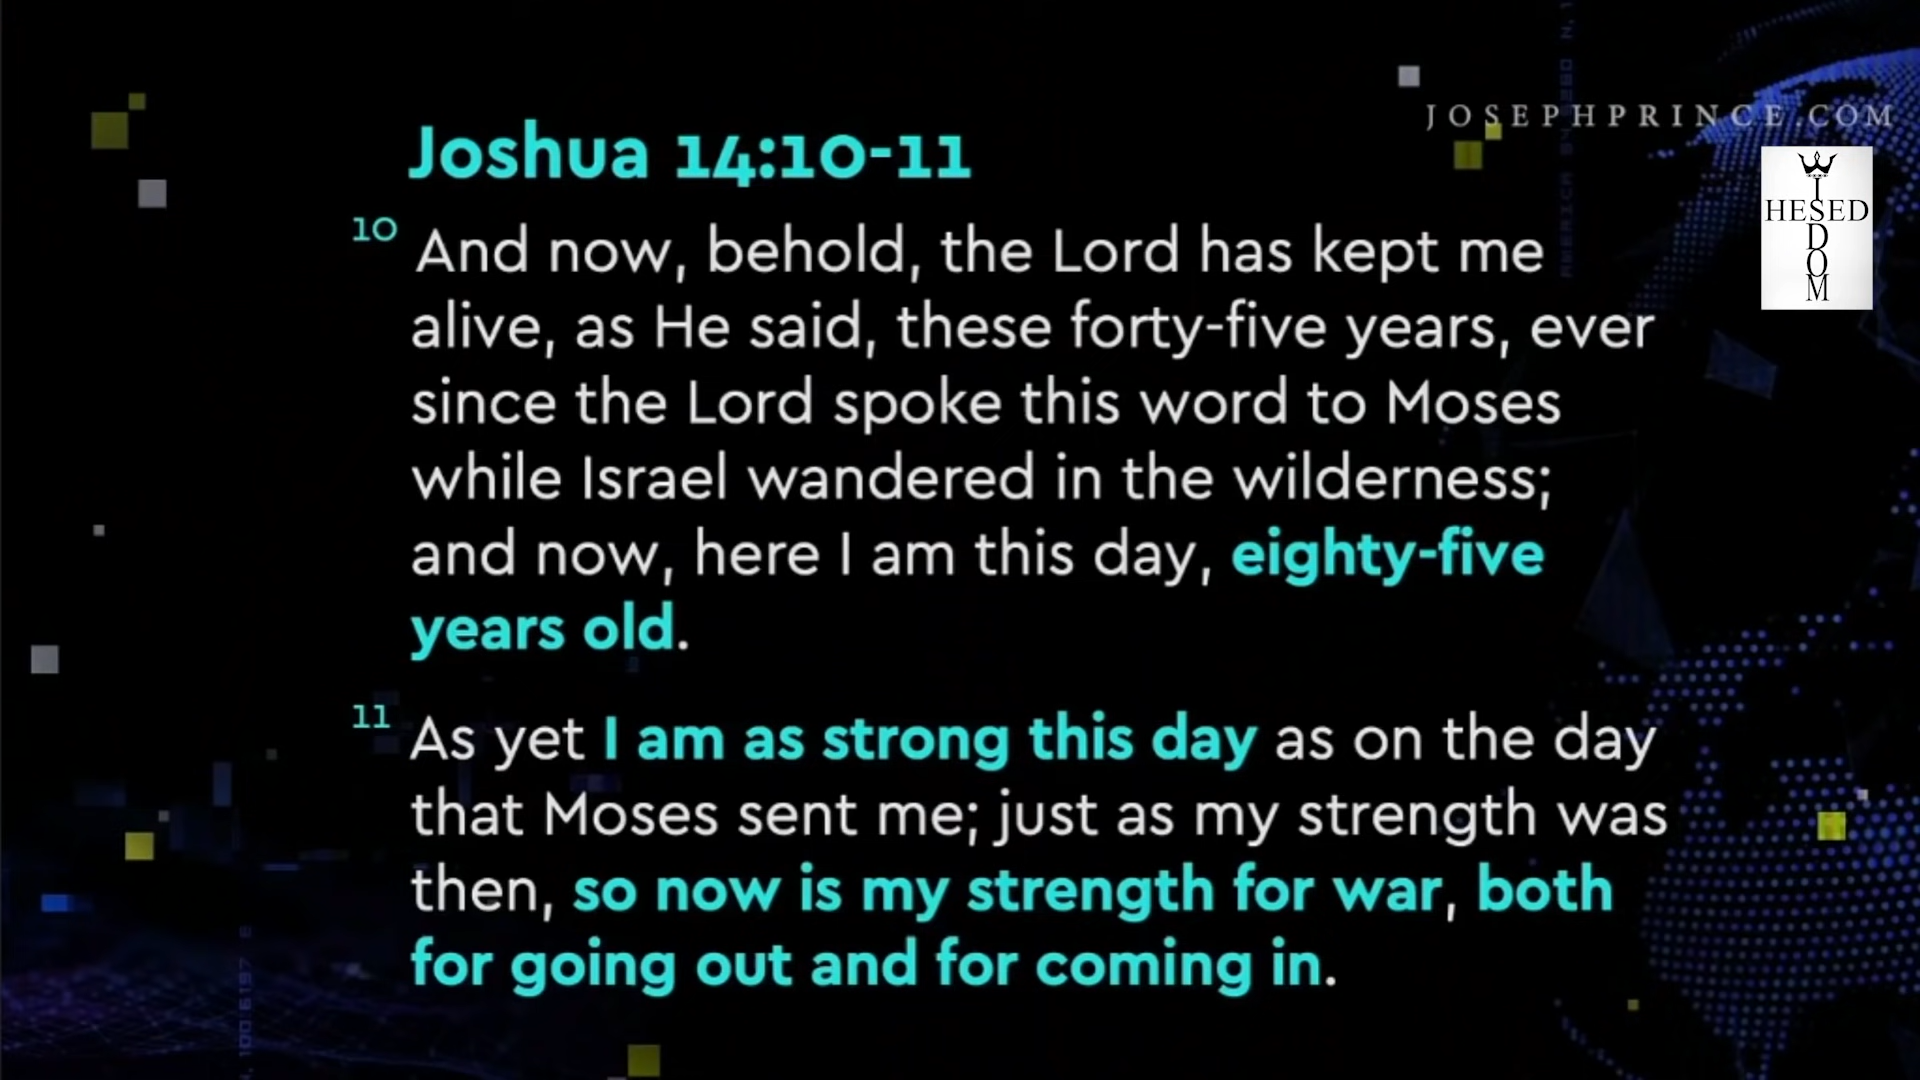 JOSEPHPRINCE.COM
Joshua 14:10-11
10 And now, behold, the Lord has kept me
alive, as He said, these forty-five years, ever
since the Lord spoke this word to Moses
while Israel wandered in the wilderness;
and now, here I am this day, eighty-five
years old.
11 As yet I am as strong this day as on the day
that Moses sent me; just as my strength was
then, so now is my strength for war, both
for going out and for coming in.
HESED
WISDOM